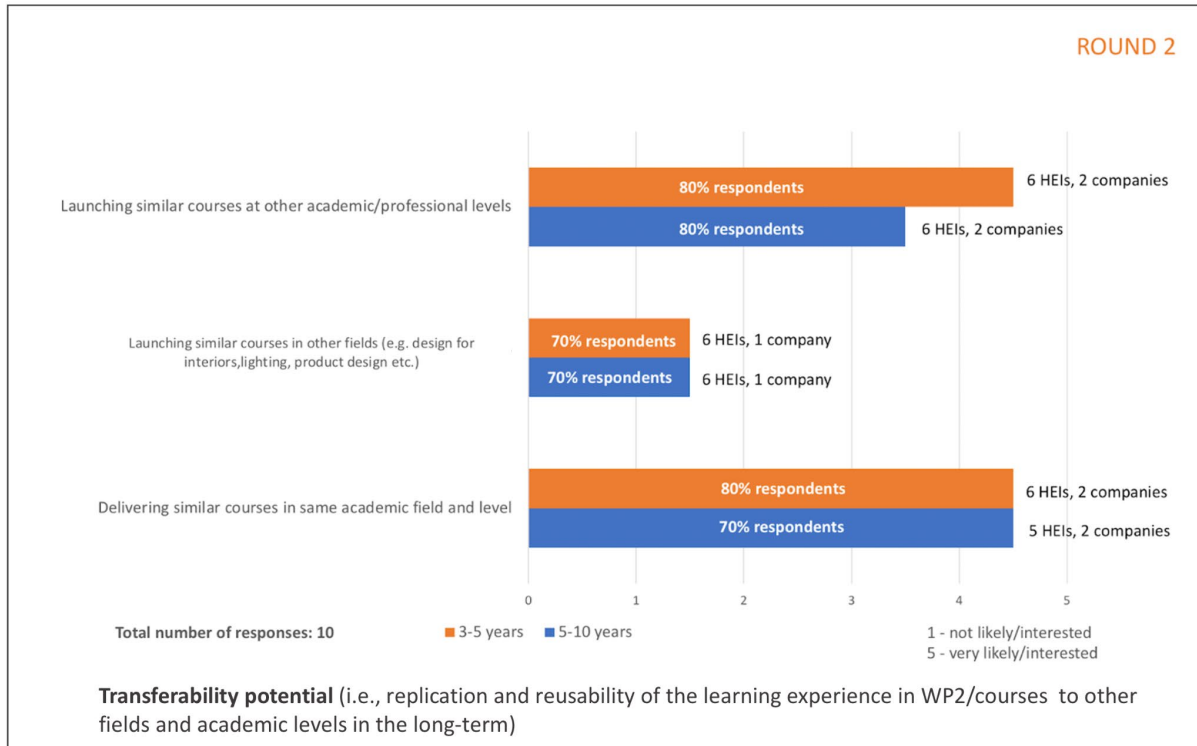 ROUND 2
Launching similar courses at other academic/professional levels
80% respondents
6 HEIs, 2 companies
80% respondents
6 HEIs, 2 companies
Launching similar courses in other fields (e.g. design for
interiors,lighting, product design etc.)
70% respondents
6 HEIs, 1 company
70% respondents
6 HEIs, 1 company
Delivering similar courses in same academic field and level
80% respondents
6 HEIs, 2 companies
70% respondents
5 HEIs, 2 companies
0 1 2 3 4 5
Total number of responses: 10
3-5 years 5-10 years
1 - not likely/interested
5 - very likely/interested
Transferability potential (i.e., replication and reusability of the learning experience in WP2/courses to other
fields and academic levels in the long-term)